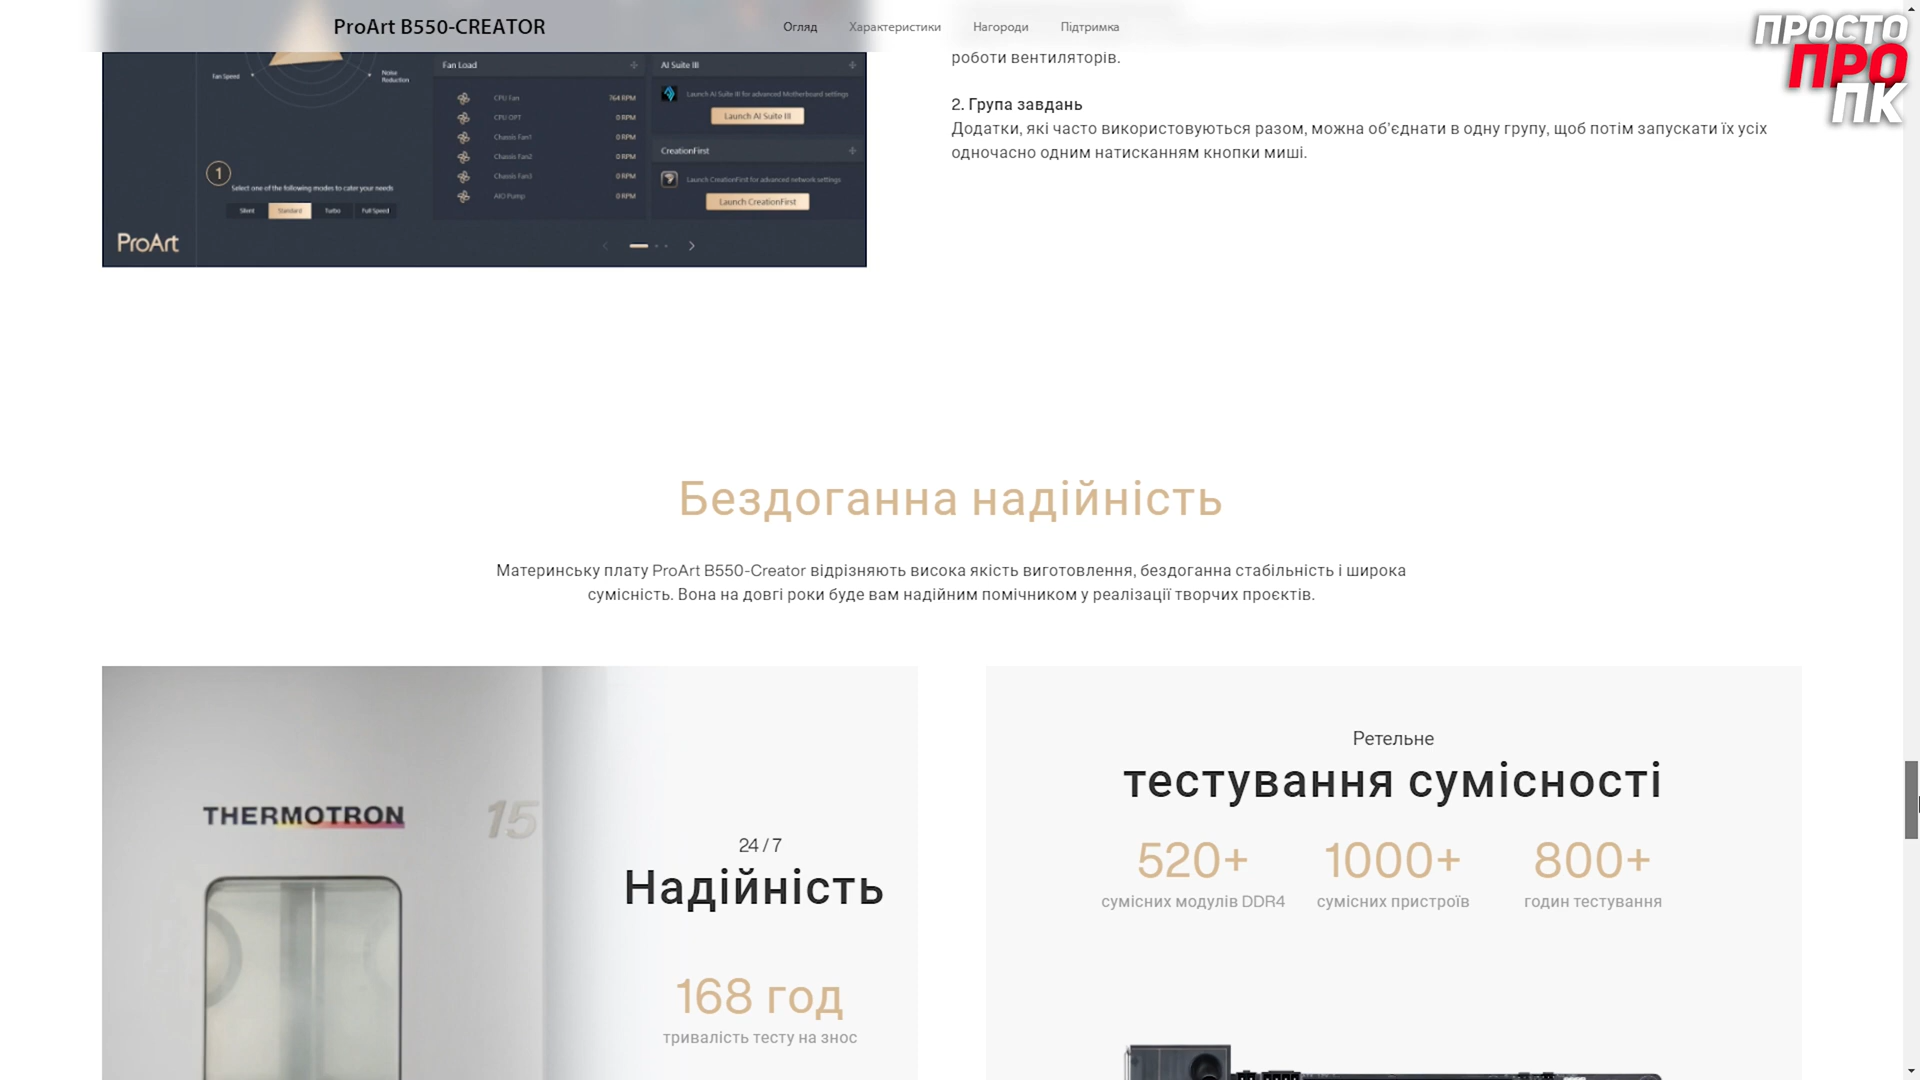 ProArt B550-CREATOR
Огляд
Характеристики
Нагороди
Підтримка
ПРОСТО
ПРО
ПК
роботи вентиляторів.
2. Група завдань
Додатки, які часто використовуються разом, можна об'єднати в одну групу, щоб потім запускати їх усіх
одночасно одним натисканням кнопки миші.
Fan Speed
Noise
Reduction
1
Select one of the following modes to cater your needs
Silent
Standard
Turbo
Full Speed
ProArt
Fan Load
CPU Fan 764 RPM
CPU OPT 0 RPM
Chassis Fan1 0 RPM
Chassis Fan2 0 RPM
Chassis Fan3 0 RPM
AIO Pump 0 RPM
AI Suite III
Launch AI Suite III for advanced Motherboard settings
Launch AI Suite III
CreationFirst
Launch CreationFirst for advanced network settings
Launch CreationFirst
Бездоганна надійність
Материнську плату ProArt B550-Creator відрізняють висока якість виготовлення, бездоганна стабільність і широка
сумісність. Вона на довгі роки буде вам надійним помічником у реалізації творчих проєктів.
THERMOTRON
15
24 / 7
Надійність
168 год
тривалість тесту на знос
Ретельне
тестування сумісності
520+
сумісних модулів DDR4
1000+
сумісних пристроїв
800+
годин тестування